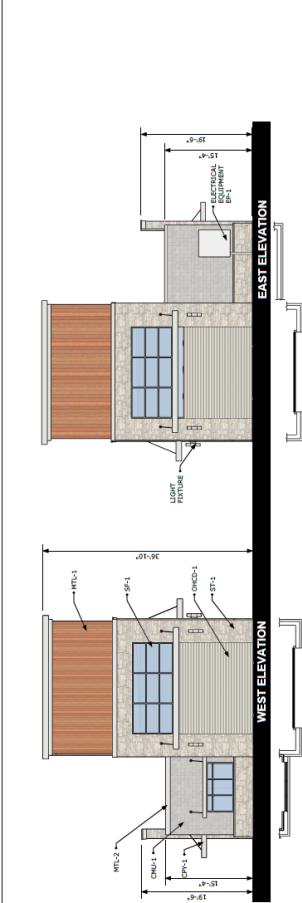 19'-6"
15'-4"
ELECTRICAL
EQUIPMENT
EP-1
EAST ELEVATION
LIGHT
FIXTURE
36'-10"
MTL-1
SF-1
OHCD-1
ST-1
WEST ELEVATION
MTL-2
CMU-1
CPY-1
15'-4"
19'-6"